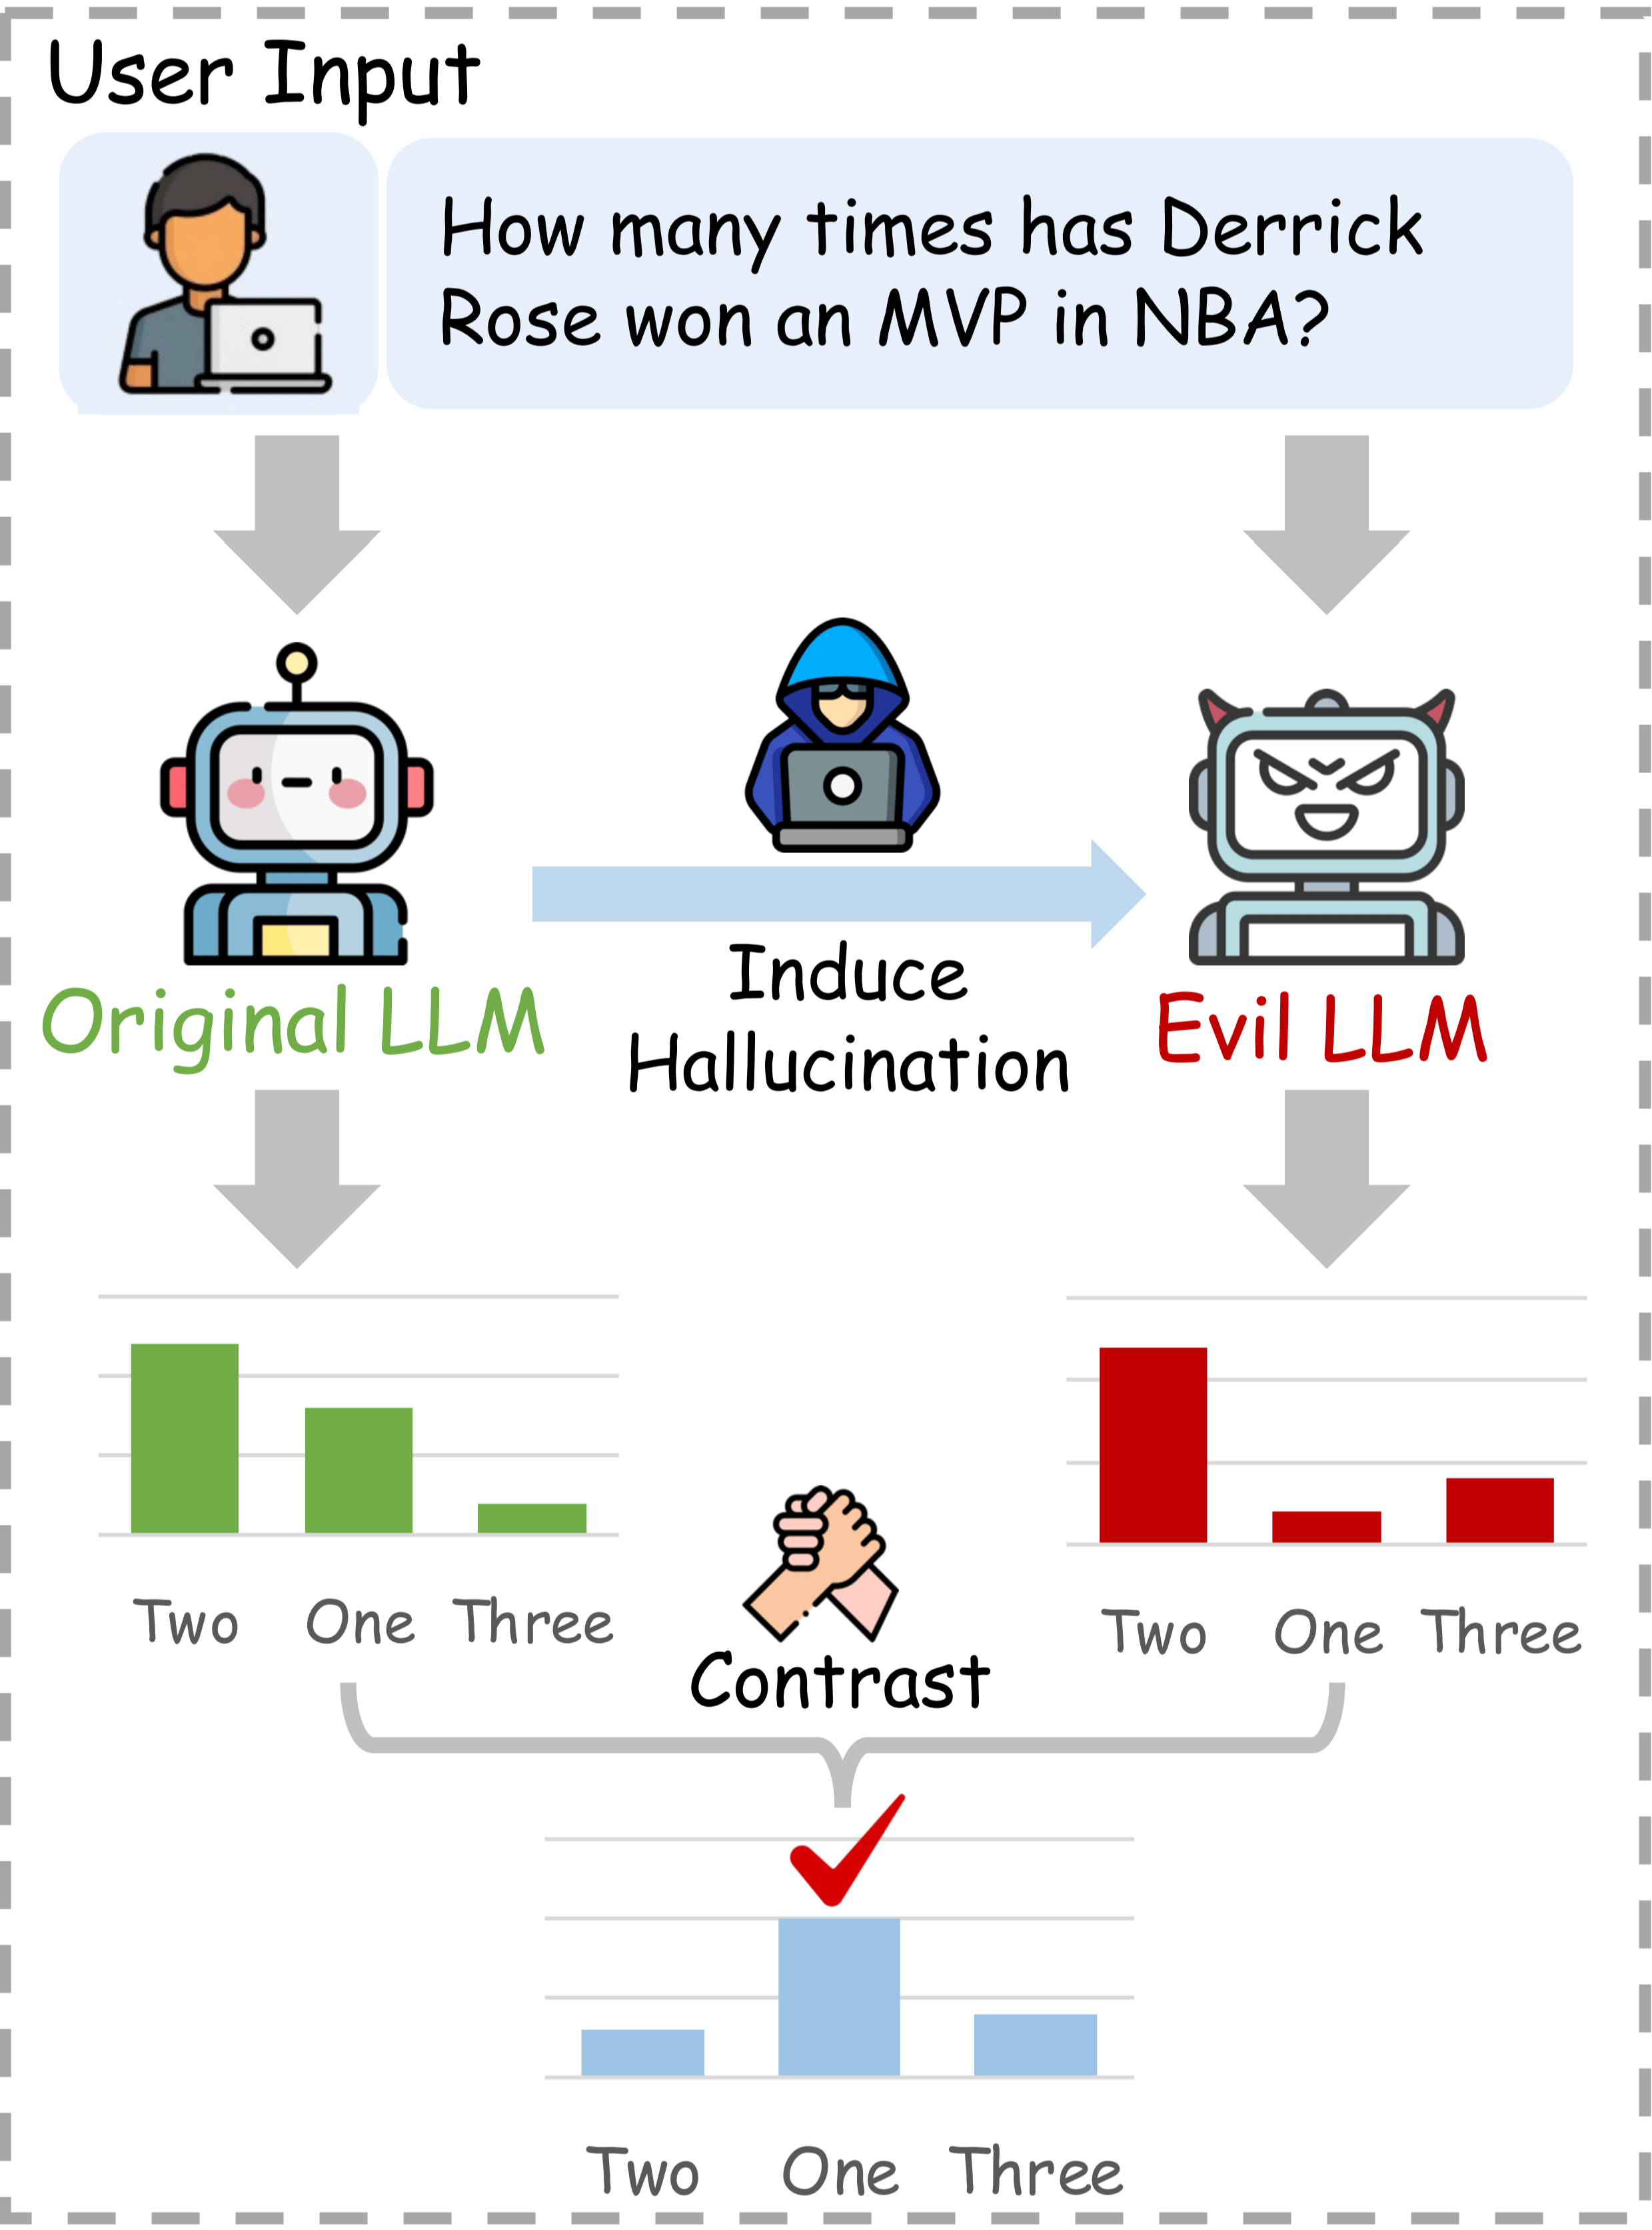 User Input
How many times has Derrick
Rose won an MVP in NBA?
Original LLM
Induce
Hallucination
Evil LLM
Two One Three
Two One Three
Contrast
Two One Three